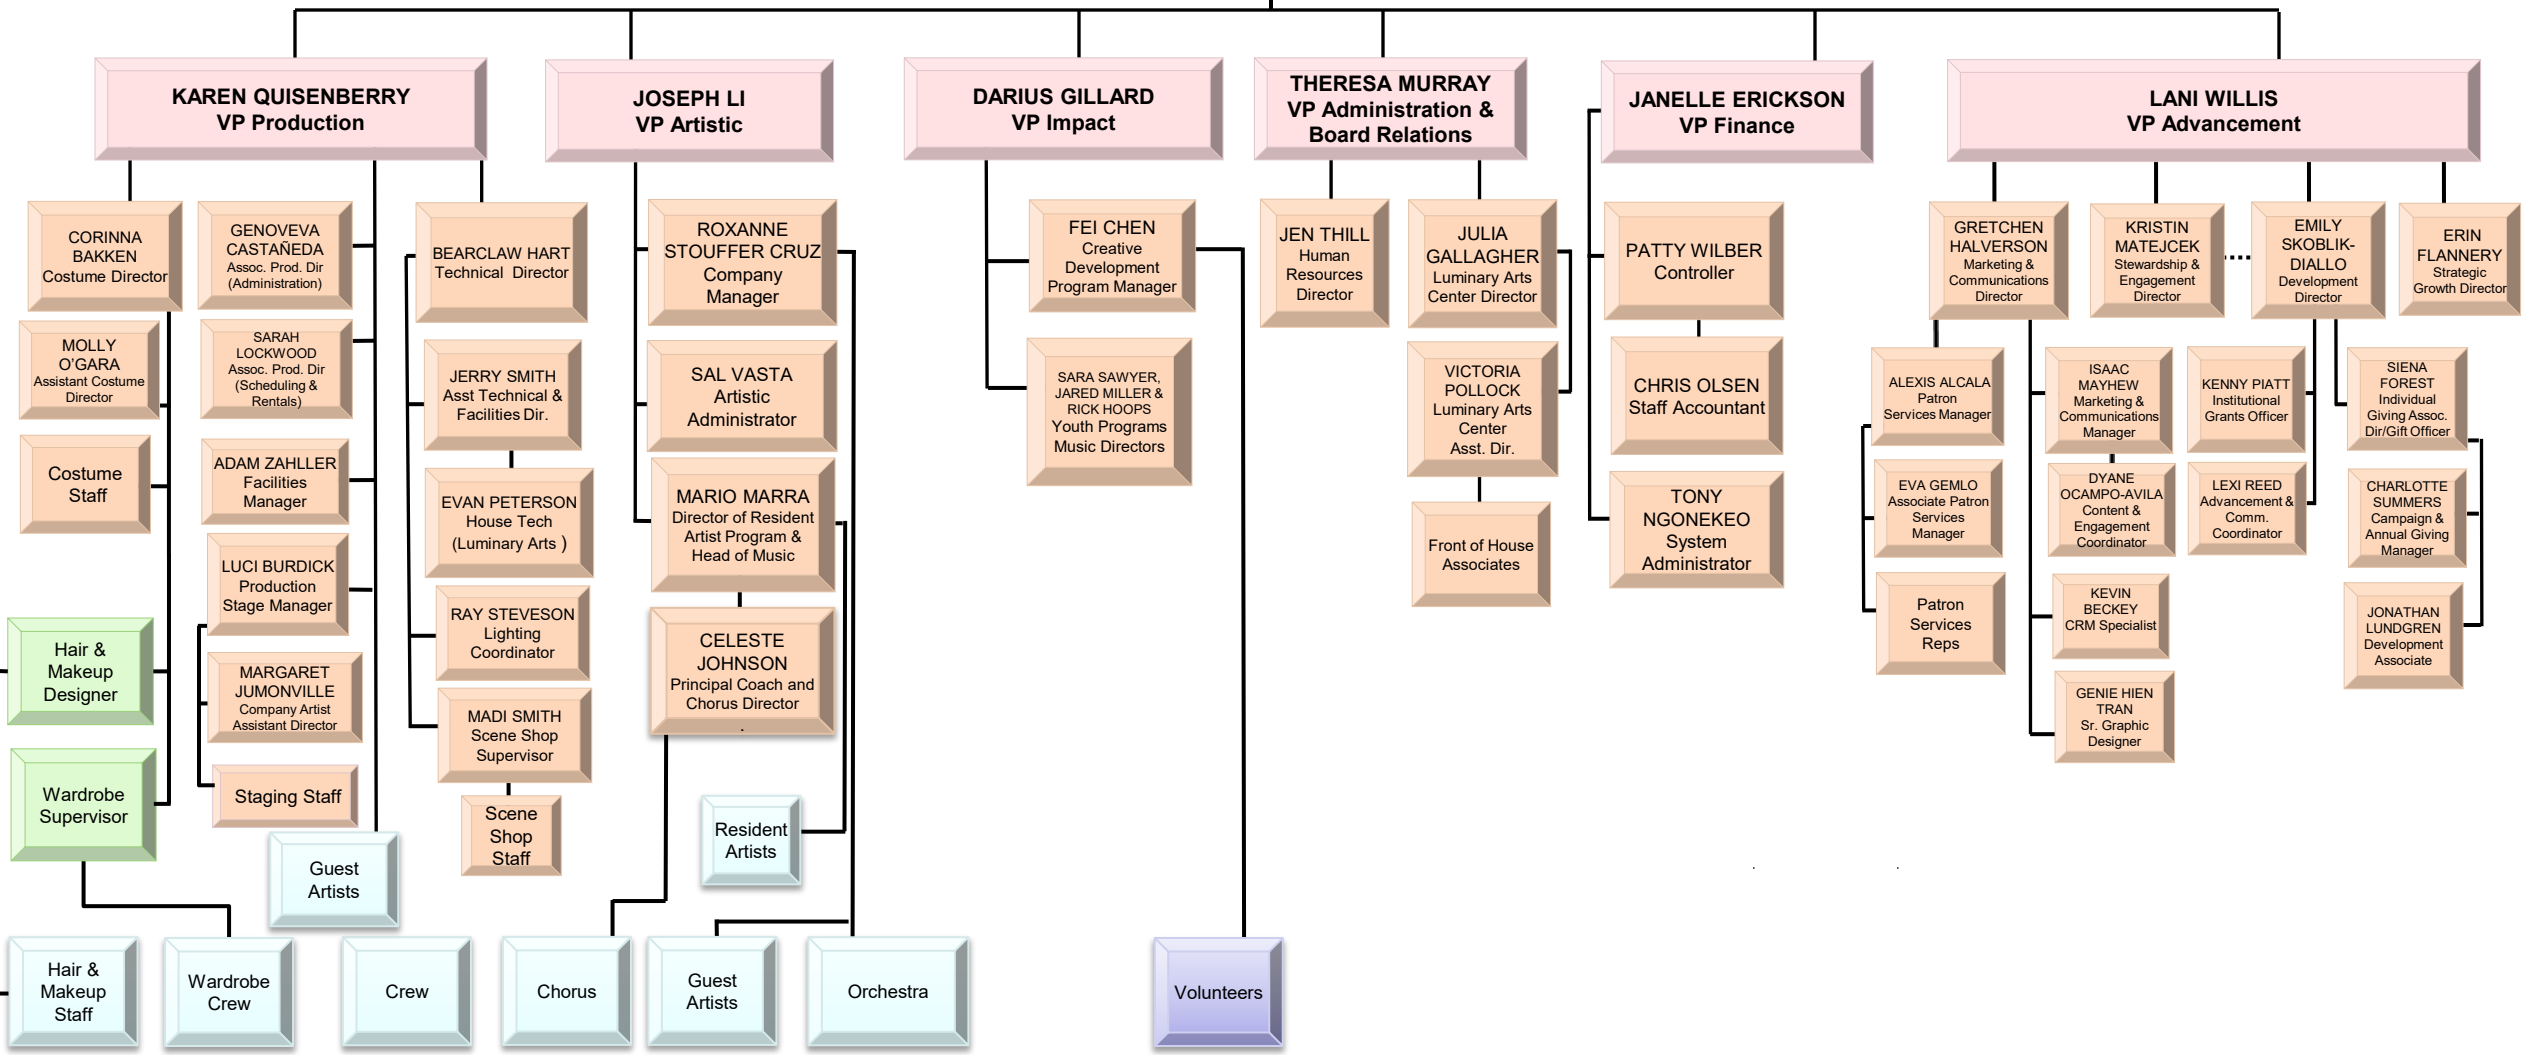 KAREN QUISENBERRY
VP Production
JOSEPH LI
VP Artistic
DARIUS GILLARD
VP Impact
THERESA MURRAY
VP Administration &
Board Relations
JANELLE ERICKSON
VP Finance
LANI WILLIS
VP Advancement
CORINNA
BAKKEN
Costume Director
MOLLY
O’GARA
Assistant Costume
Director
Costume
Staff
Hair &
Makeup
Designer
Wardrobe
Supervisor
GENOVEVA
CASTAÑEDA
Assoc. Prod. Dir
(Administration)
SARAH
LOCKWOOD
Assoc. Prod. Dir
(Scheduling &
Rentals)
ADAM ZAHLLER
Facilities
Manager
LUCI BURDICK
Production
Stage Manager
MARGARET
JUMONVILLE
Company Artist
Assistant Director
Staging Staff
Guest
Artists
BEARCLAW HART
Technical Director
JERRY SMITH
Asst Technical &
Facilities Dir.
EVAN PETERSON
House Tech
(Luminary Arts )
RAY STEVESON
Lighting
Coordinator
MADI SMITH
Scene Shop
Supervisor
Scene
Shop
Staff
ROXANNE
STOUFFER CRUZ
Company
Manager
SAL VASTA
Artistic
Administrator
MARIO MARRA
Director of Resident
Artist Program &
Head of Music
CELESTE
JOHNSON
Principal Coach and
Chorus Director
.
Resident
Artists
FEI CHEN
Creative
Development
Program Manager
SARA SAWYER,
JARED MILLER &
RICK HOOPS
Youth Programs
Music Directors
JEN THILL
Human
Resources
Director
JULIA
GALLAGHER
Luminary Arts
Center Director
VICTORIA
POLLOCK
Luminary Arts
Center
Asst. Dir.
Front of House
Associates
PATTY WILBER
Controller
CHRIS OLSEN
Staff Accountant
TONY
NGONEKEO
System
Administrator
GRETCHEN
HALVERSON
Marketing &
Communications
Director
KRISTIN
MATEJCEK
Stewardship &
Engagement
Director
EMILY
SKOBLIK-
DIALLO
Development
Director
ERIN
FLANNERY
Strategic
Growth Director
ALEXIS ALCALA
Patron
Services Manager
EVA GEMLO
Associate Patron
Services
Manager
Patron
Services
Reps
ISAAC
MAYHEW
Marketing &
Communications
Manager
DYANE
OCAMPO-AVILA
Content &
Engagement
Coordinator
KEVIN
BECKEY
CRM Specialist
GENIE HIEN
TRAN
Sr. Graphic
Designer
KENNY PIATT
Institutional
Grants Officer
LEXI REED
Advancement &
Comm.
Coordinator
SIENA
FOREST
Individual
Giving Assoc.
Dir/Gift Officer
CHARLOTTE
SUMMERS
Campaign &
Annual Giving
Manager
JONATHAN
LUNDGREN
Development
Associate
. .
Hair &
Makeup
Staff
Wardrobe
Crew
Crew
Chorus
Guest
Artists
Orchestra
Volunteers